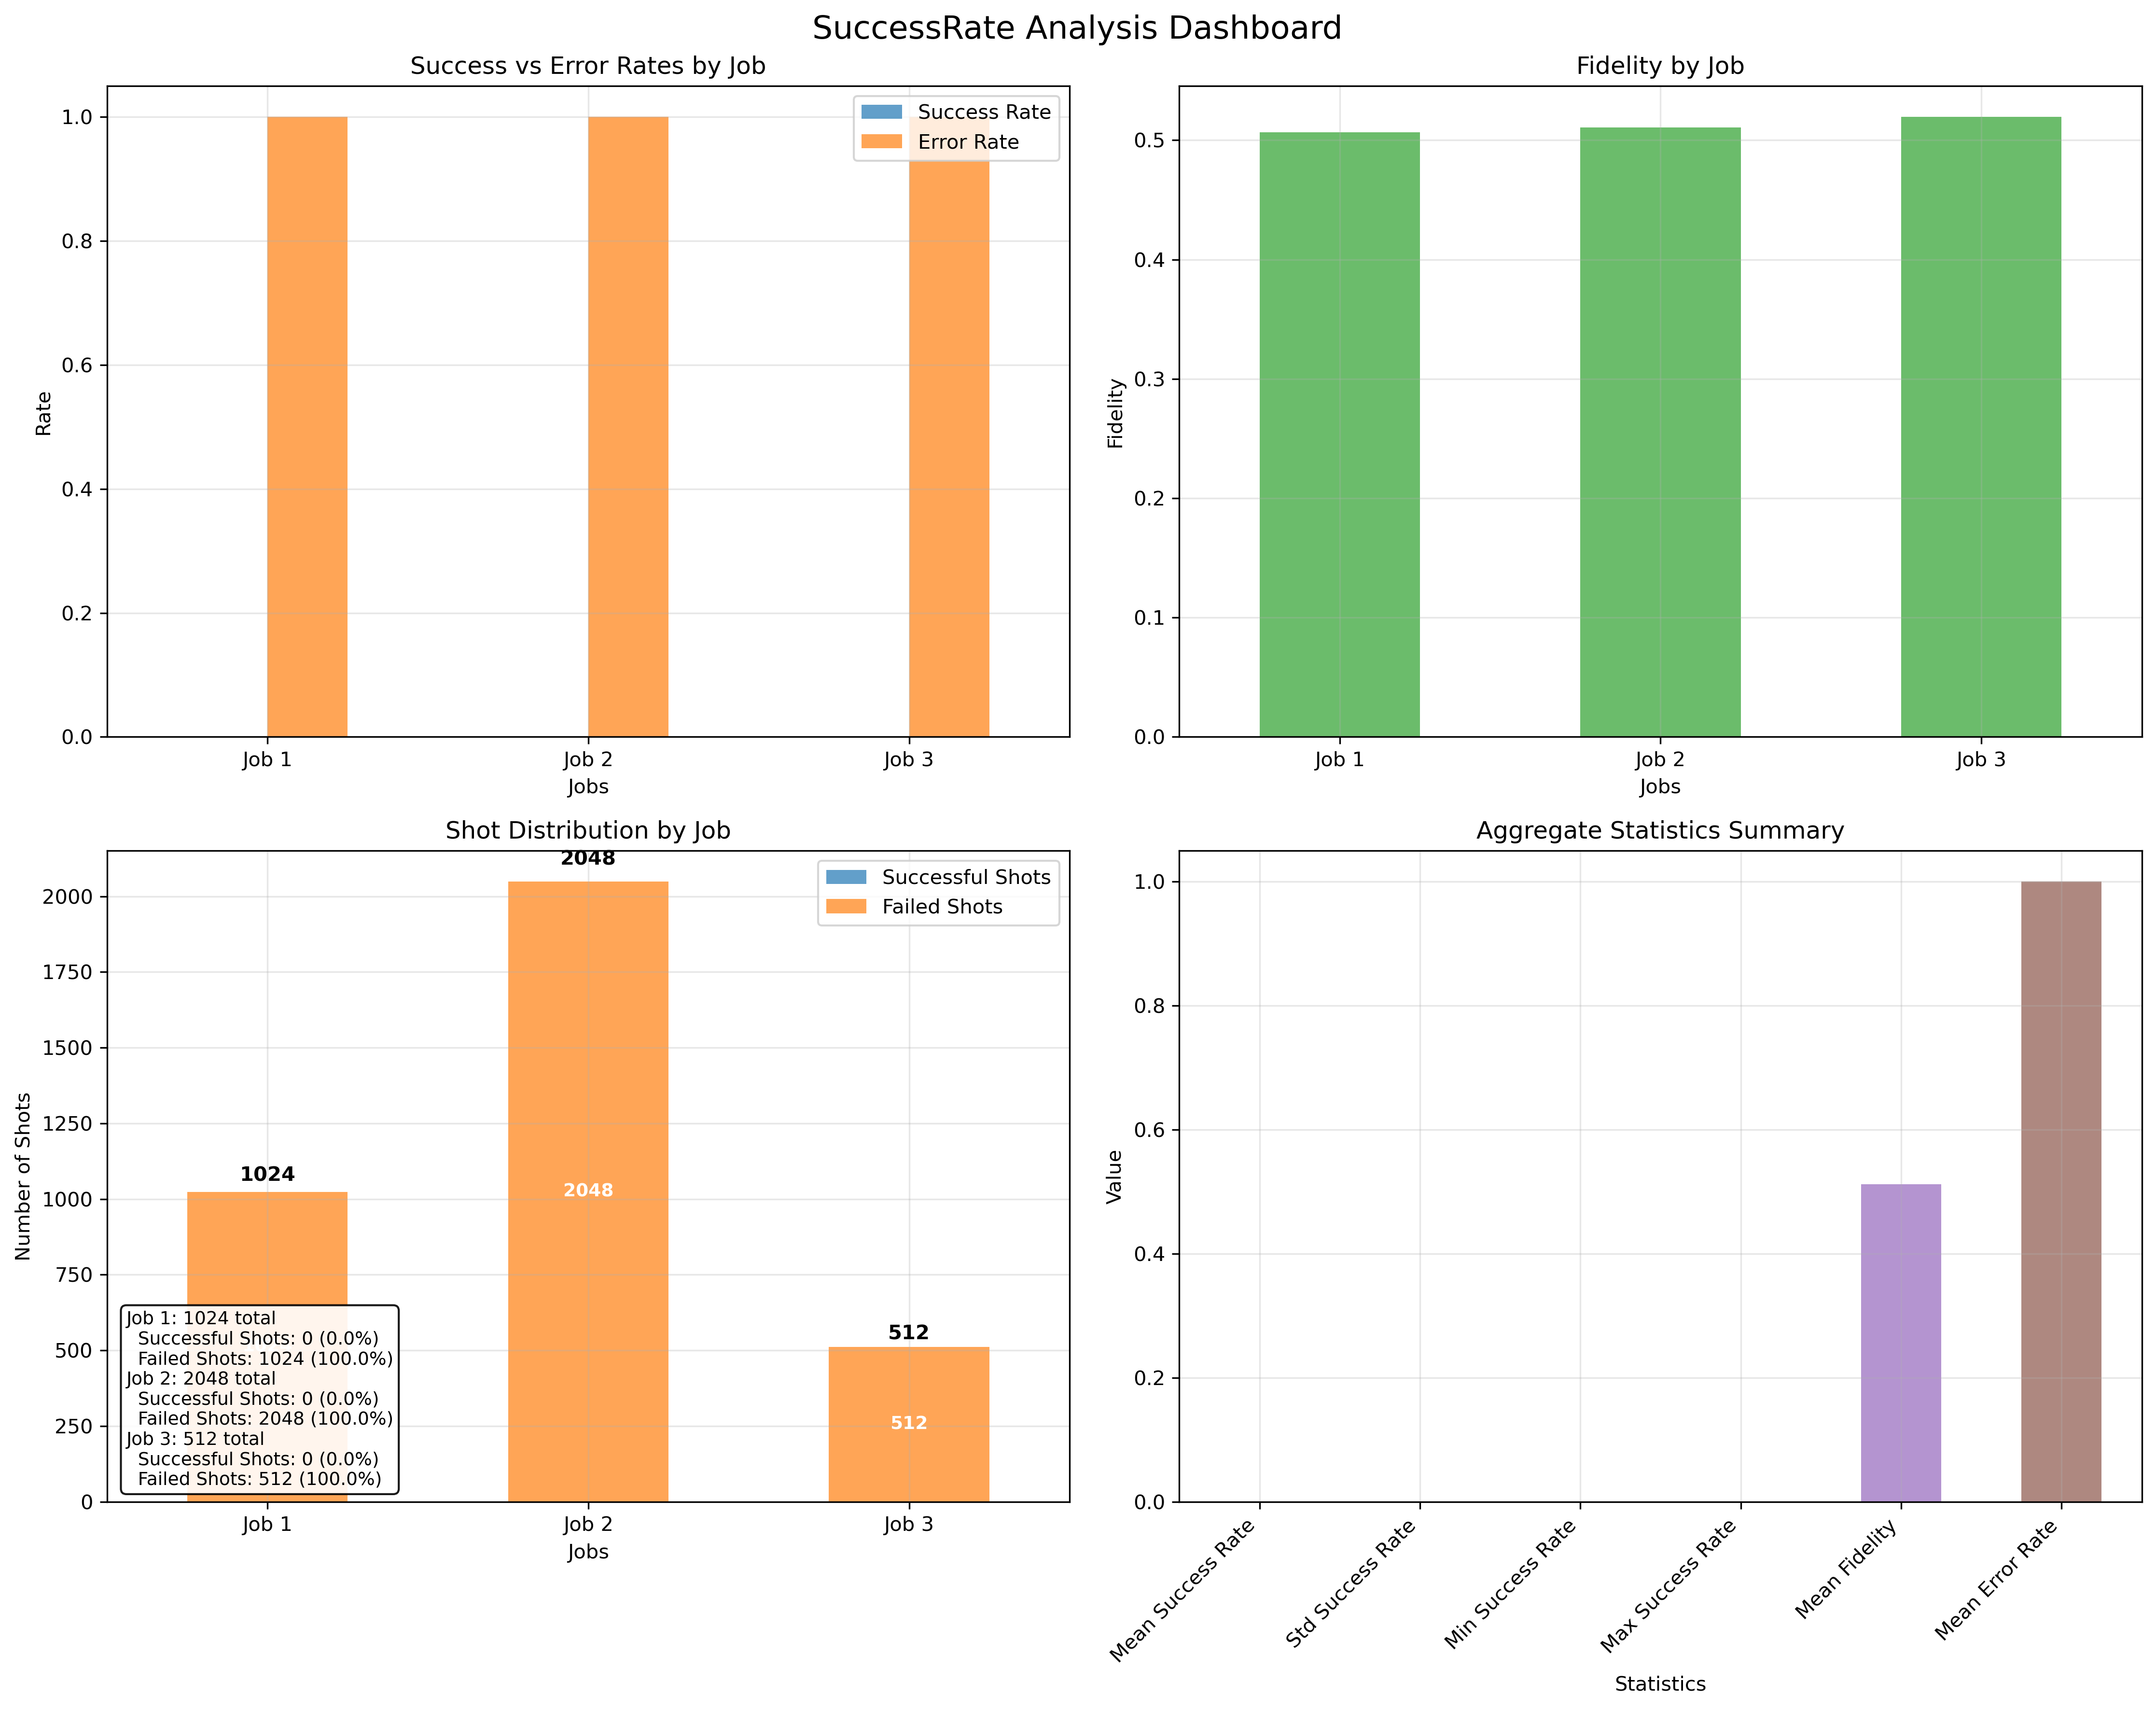 SuccessRate Analysis Dashboard
Success vs Error Rates by Job
1.0
0.8
0.6
0.4
0.2
0.0
Rate
Success Rate
Error Rate
Job 1
Job 2
Job 3
Jobs
Fidelity by Job
0.5
0.4
0.3
0.2
0.1
0.0
Fidelity
Job 1
Job 2
Job 3
Jobs
Shot Distribution by Job
2000
1750
1500
1250
1000
750
500
250
0
Number of Shots
Successful Shots
Failed Shots
1024
2048
2048
512
512
Job 1: 1024 total
Successful Shots: 0 (0.0%)
Failed Shots: 1024 (100.0%)
Job 2: 2048 total
Successful Shots: 0 (0.0%)
Failed Shots: 2048 (100.0%)
Job 3: 512 total
Successful Shots: 0 (0.0%)
Failed Shots: 512 (100.0%)
Job 1
Job 2
Job 3
Jobs
Aggregate Statistics Summary
1.0
0.8
0.6
0.4
0.2
0.0
Value
Mean Success Rate
Std Success Rate
Min Success Rate
Max Success Rate
Mean Fidelity
Mean Error Rate
Statistics